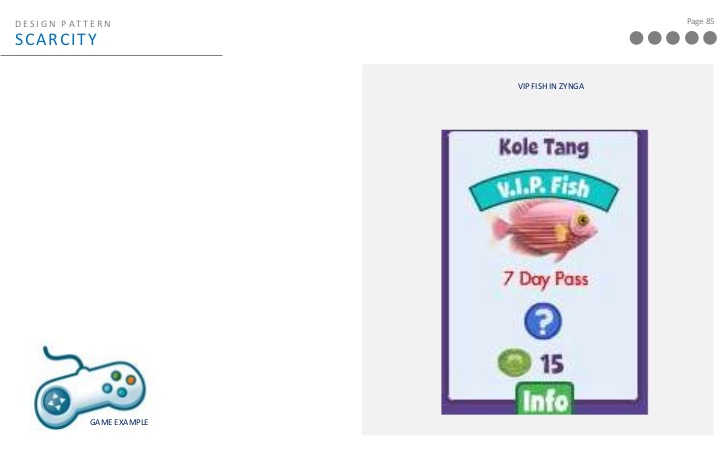 DESIGN PATTERN
SCARCITY
Page 85
VIP FISH IN ZYNGA
Kole Tang
V.I.P. Fish
7 Day Pass
?
15
Info
GAME EXAMPLE